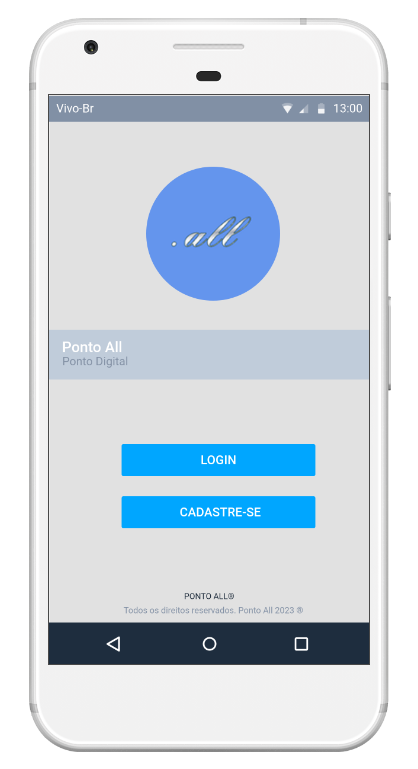 Vivo-Br 13:00
.all
Ponto All
Ponto Digital
LOGIN
CADASTRE-SE
PONTO ALL®
Todos os direitos reservados. Ponto All 2023 ®